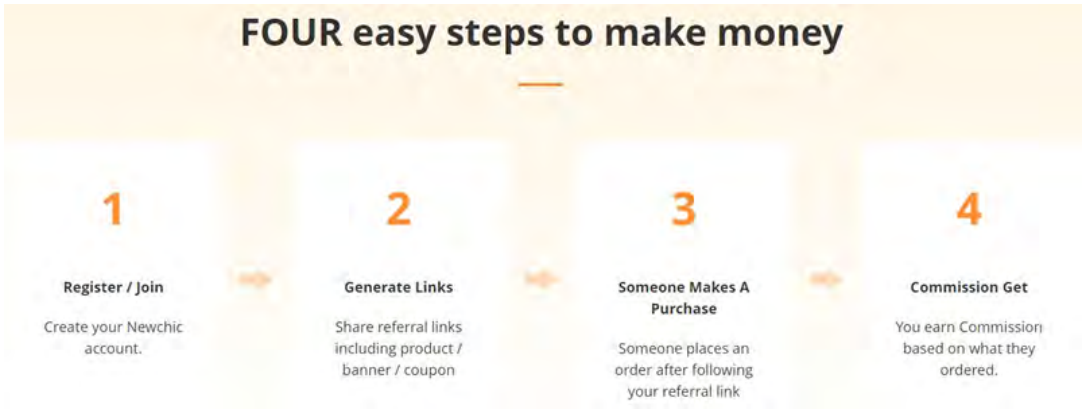 FOUR easy steps to make money
1
Register / Join
Create your Newchic
account.
2
Generate Links
Share referral links
including product /
banner / coupon
3
Someone Makes A
Purchase
Someone places an
order after following
your referral link
4
Commission Get
You earn Commission
based on what they
ordered.